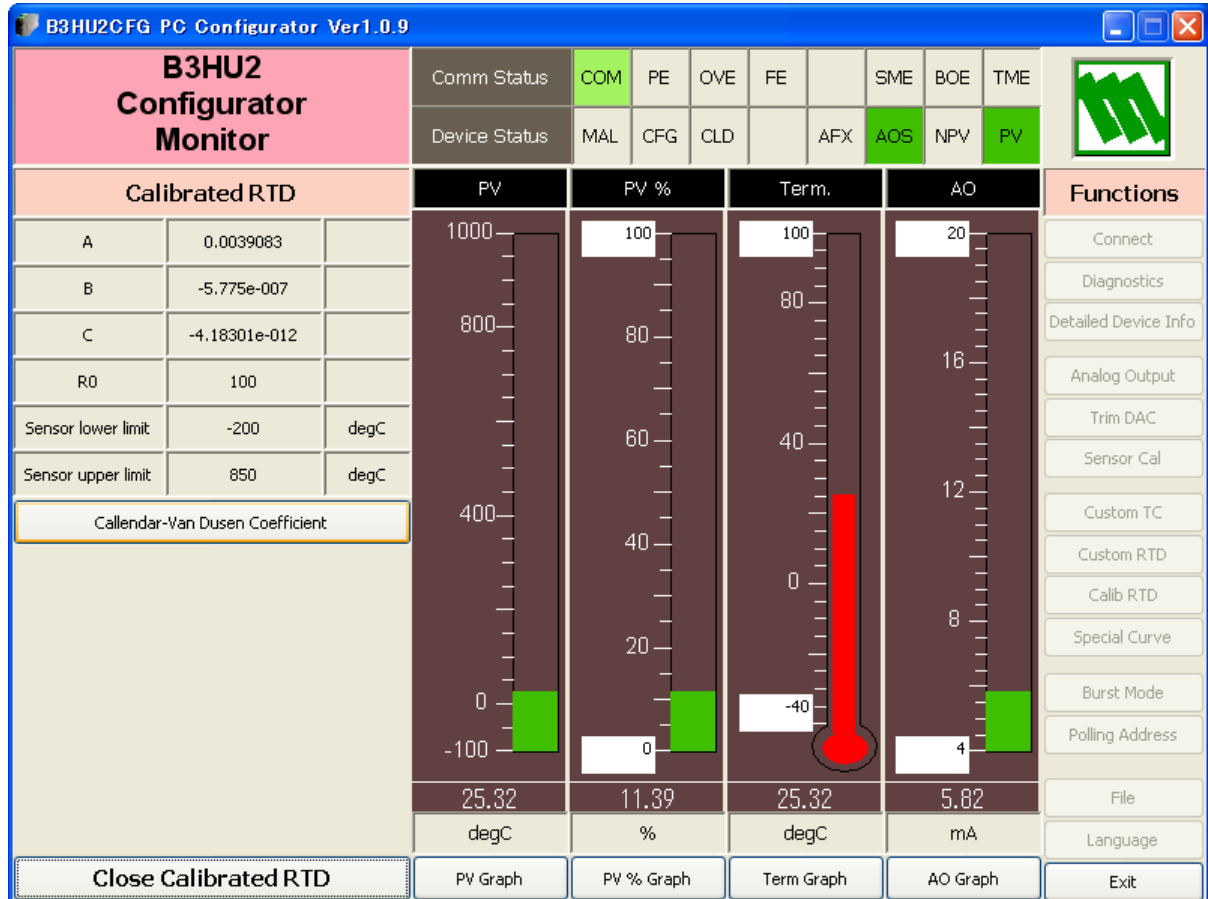 B3HU2CFG PC Configurator Ver1.0.9
B3HU2
Configurator
Monitor
Comm Status COM PE OVE FE SME BOE TME
Device Status MAL CFG CLD AFX AOS NPV PV
Calibrated RTD
A 0.0039083
B -5.775e-007
C -4.18301e-012
R0 100
Sensor lower limit -200 degC
Sensor upper limit 850 degC
Callendar-Van Dusen Coefficient
Close Calibrated RTD
PV
1000
800
400
0
-100
25.32
degC
PV Graph
PV %
100
80
60
40
20
0
11.39
%
PV % Graph
Term.
100
80
40
0
-40
25.32
degC
Term Graph
AO
20
16
12
8
4
5.82
mA
AO Graph
Functions
Connect
Diagnostics
Detailed Device Info
Analog Output
Trim DAC
Sensor Cal
Custom TC
Custom RTD
Calib RTD
Special Curve
Burst Mode
Polling Address
File
Language
Exit